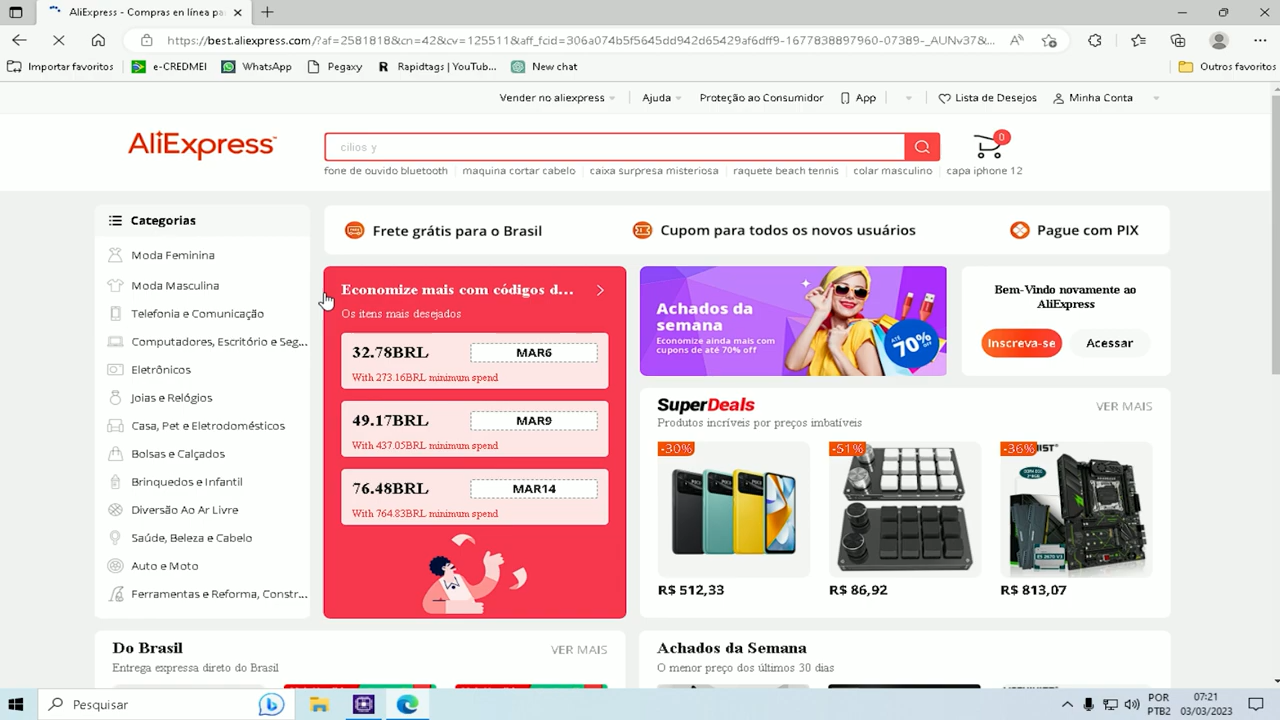 AliExpress - Compras en línea pa
https://best.aliexpress.com/?af=2581818&cn=42&cv=125511&aff_fcid=306a074b5f5645dd942d65429af6dff9-1677838897960-07389-_AUNv37&...
Importar favoritos
e-CREDMEI
WhatsApp
Pegaxy
Rapidtags | YouTub...
New chat
Outros favoritos
Vender no aliexpress
Ajuda
Proteção ao Consumidor
App
Lista de Desejos
Minha Conta
AliExpress
cilios y
0
fone de ouvido bluetooth
maquina cortar cabelo
caixa surpresa misteriosa
raquete beach tennis
colar masculino
capa iphone 12
Categorias
Moda Feminina
Moda Masculina
Telefonia e Comunicação
Computadores, Escritório e Seg...
Eletrônicos
Joias e Relógios
Casa, Pet e Eletrodomésticos
Bolsas e Calçados
Brinquedos e Infantil
Diversão Ao Ar Livre
Saúde, Beleza e Cabelo
Auto e Moto
Ferramentas e Reforma, Constr...
Frete grátis para o Brasil
Cupom para todos os novos usuários
Pague com PIX
Economize mais com códigos d...
Os itens mais desejados
32.78BRL
MAR6
With 273.16BRL minimum spend
49.17BRL
MAR9
With 437.05BRL minimum spend
76.48BRL
MAR14
With 764.83BRL minimum spend
Achados da
semana
Economize ainda mais com
cupons de até 70% off
ATÉ
70%
OFF
Bem-Vindo novamente ao
AliExpress
Inscreva-se
Acessar
SuperDeals
VER MAIS
Produtos incríveis por preços imbatíveis
-30%
-51%
-36%
R$ 512,33
R$ 86,92
R$ 813,07
Do Brasil
VER MAIS
Entrega expressa direto do Brasil
Achados da Semana
O menor preço dos últimos 30 dias
Pesquisar
POR
PTB2
07:21
03/03/2023